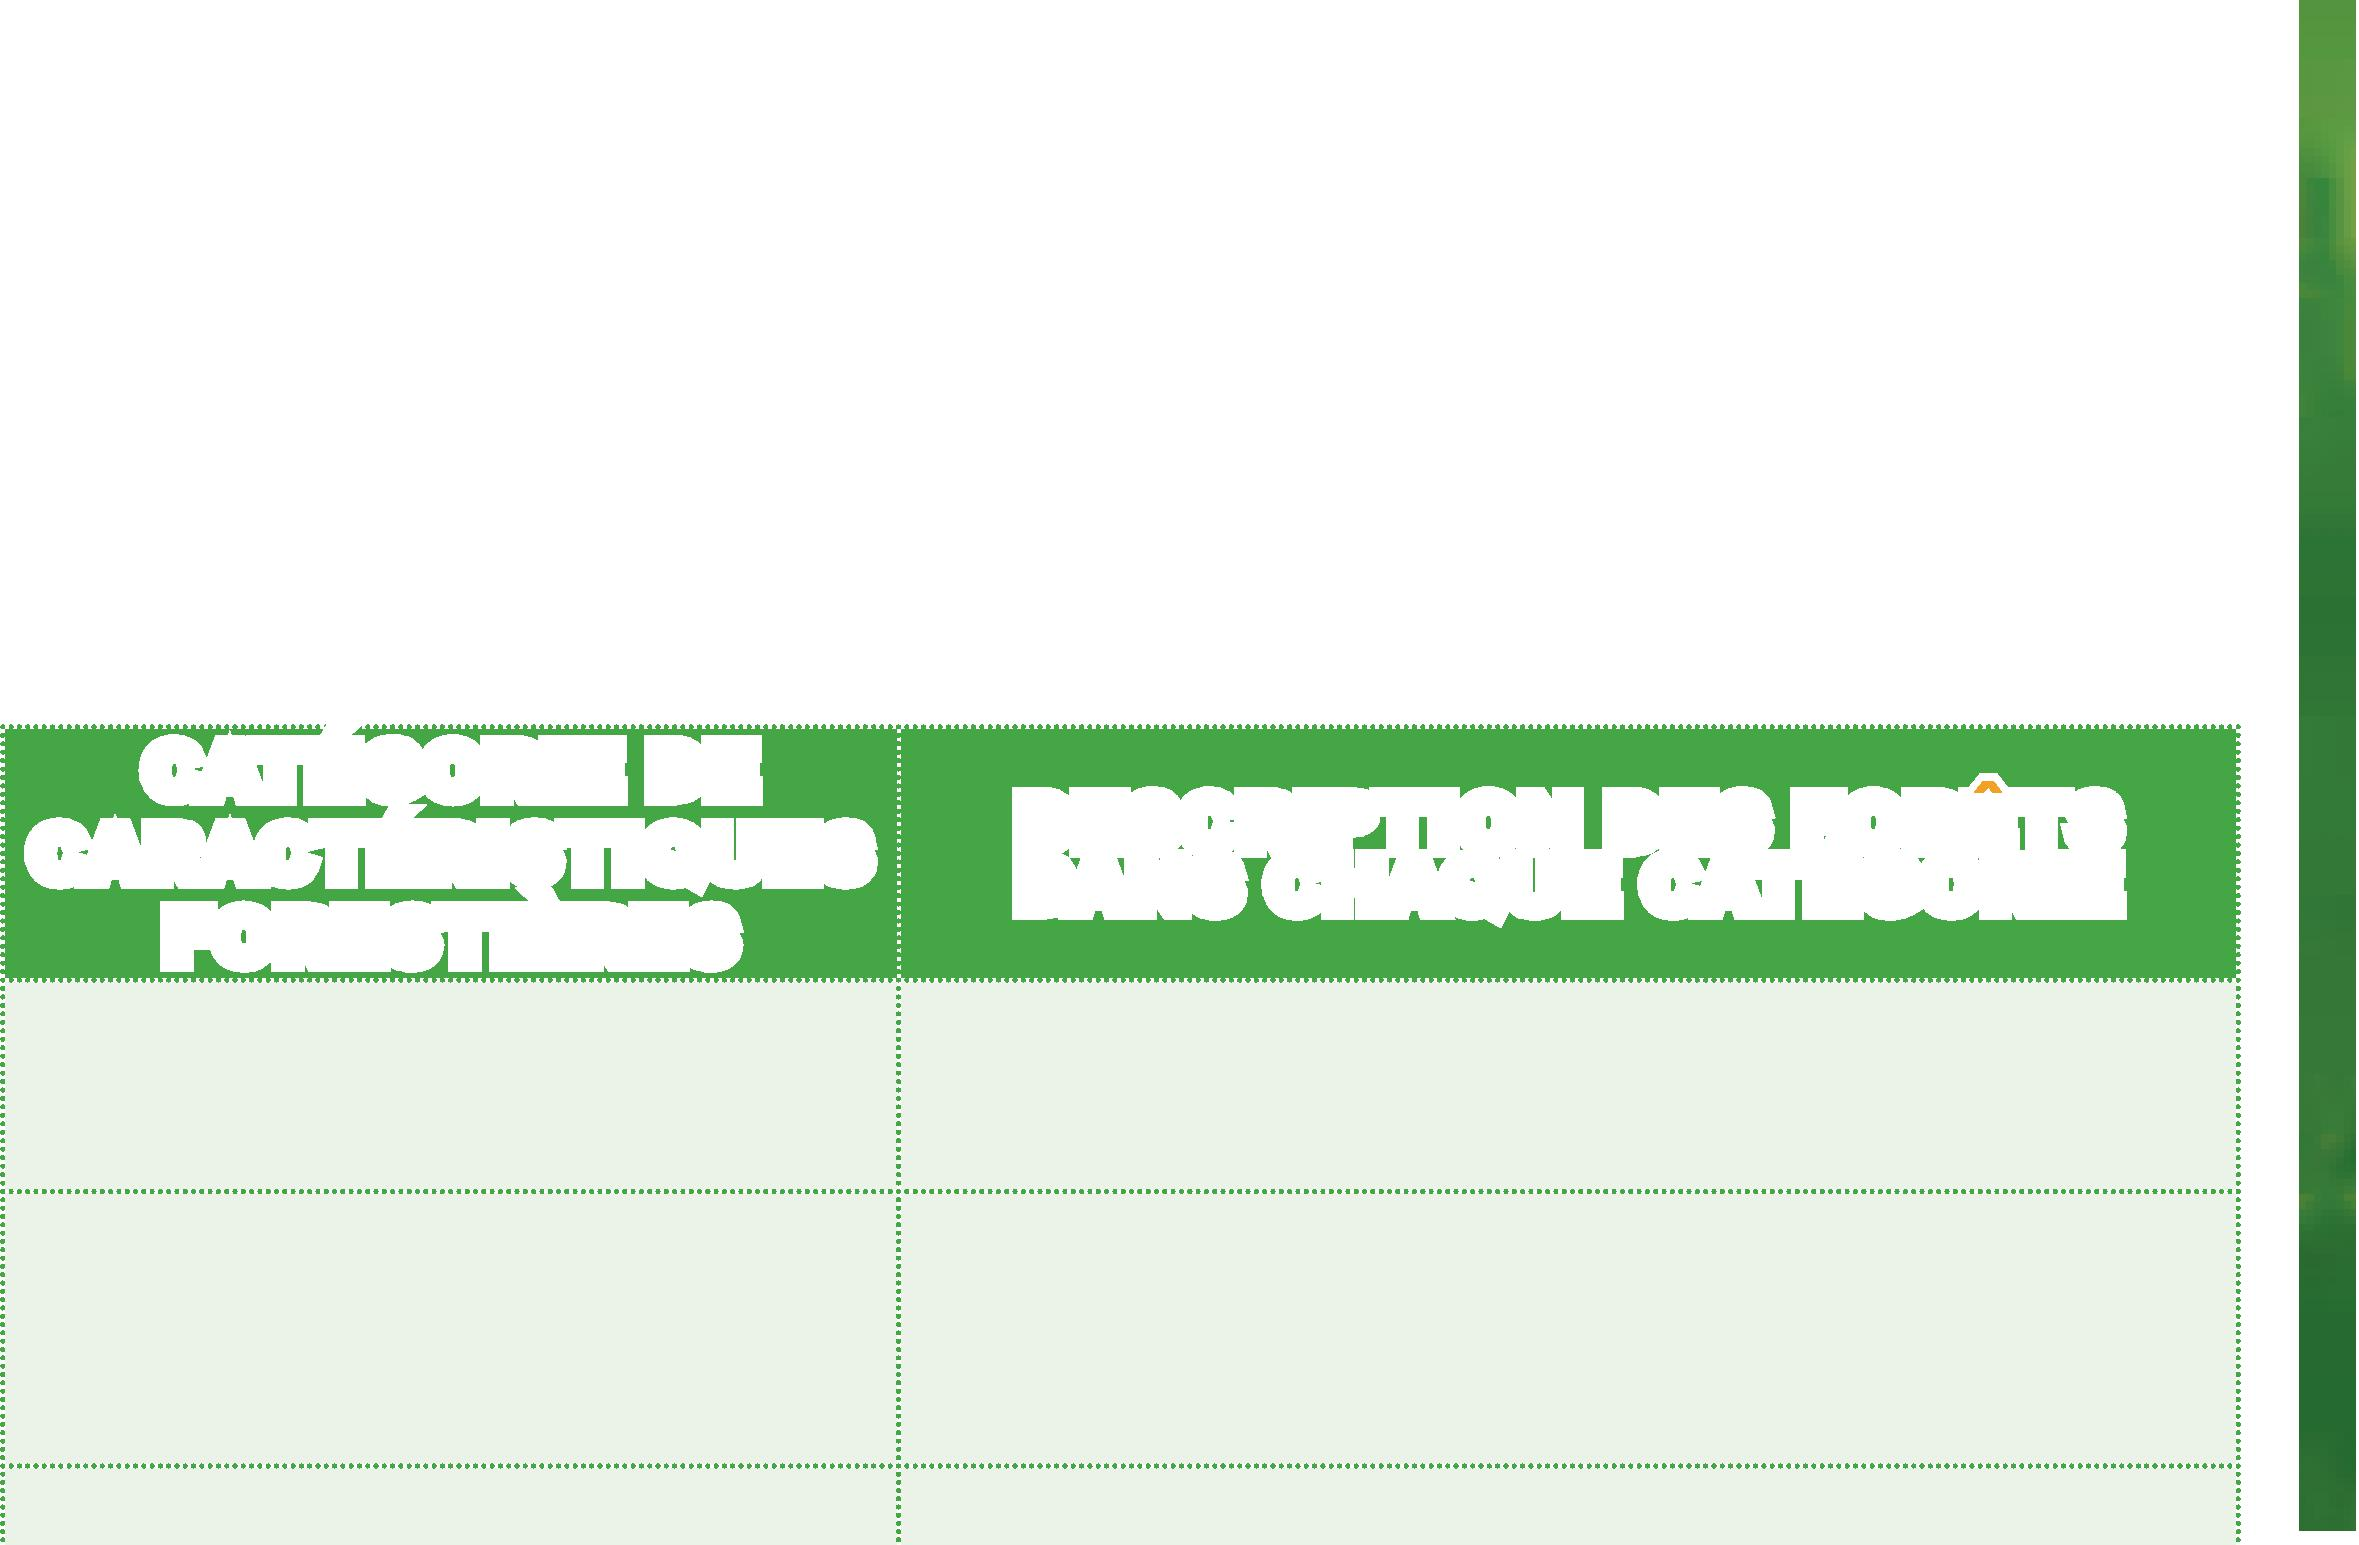 CATÉGORIE DE
CARACTÉRISTIQUES
FORESTIÈRES
DESCRIPTION DES FORÊTS
DANS CHAQUE CATÉGORIE